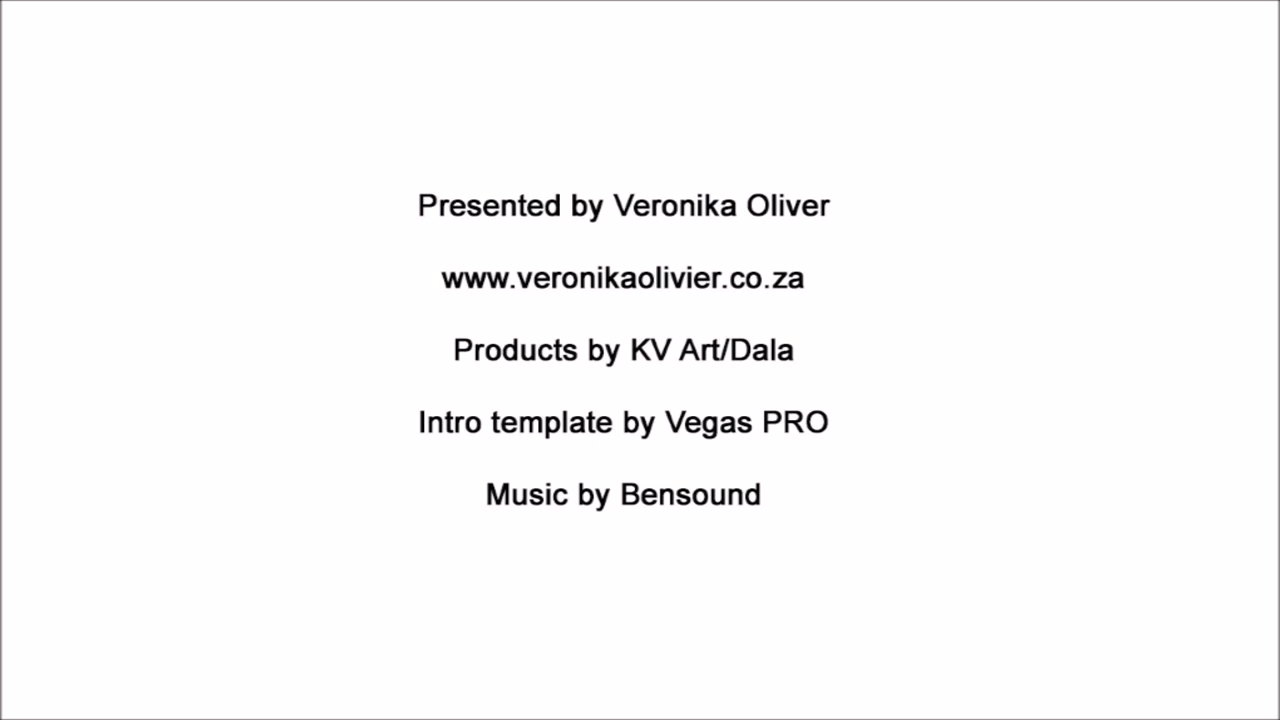 Presented by Veronika Oliver
www.veronikaolivier.co.za
Products by KV Art/Dala
Intro template by Vegas PRO
Music by Bensound